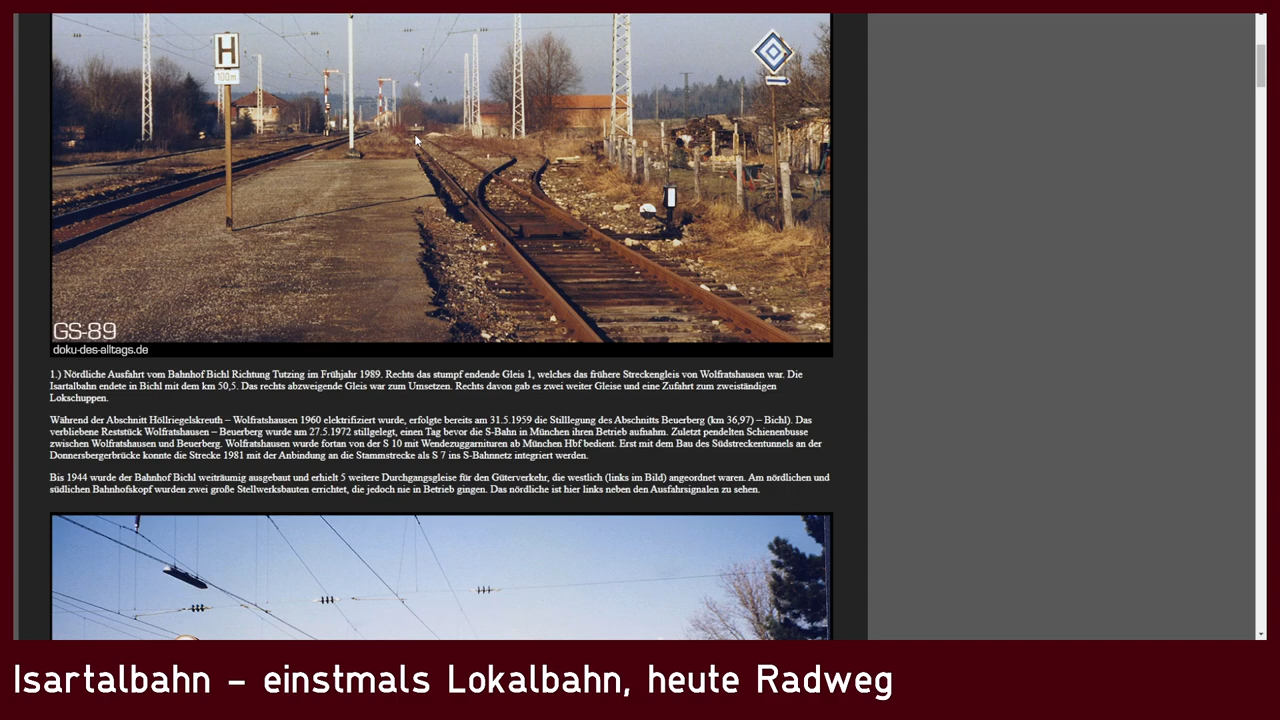 H
100m
GS-89
doku-des-alltags.de
1.) Nördliche Ausfahrt vom Bahnhof Bichl Richtung Tutzing im Frühjahr 1989. Rechts das stumpf endende Gleis 1, welches das frühere Streckengleis von Wolfratshausen war. Die
Isartalbahn endete in Bichl mit dem km 50,5. Das rechts abzweigende Gleis war zum Umsetzen. Rechts davon gab es zwei weiter Gleise und eine Zufahrt zum zweiständigen
Lokschuppen.
Während der Abschnitt Höllriegelskreuth – Wolfratshausen 1960 elektrifiziert wurde, erfolgte bereits am 31.5.1959 die Stilllegung des Abschnitts Beuerberg (km 36,97) – Bichl). Das
verbliebene Reststück Wolfratshausen – Beuerberg wurde am 27.5.1972 stillgelegt, einen Tag bevor die S-Bahn in München ihren Betrieb aufnahm. Zuletzt pendelten Schienenbusse
zwischen Wolfratshausen und Beuerberg. Wolfratshausen wurde fortan von der S 10 mit Wendezuggarnituren ab München Hbf bedient. Erst mit dem Bau des Südstreckentunnels an der
Donnersbergerbrücke konnte die Strecke 1981 mit der Anbindung an die Stammstrecke als S 7 ins S-Bahnnetz integriert werden.
Bis 1944 wurde der Bahnhof Bichl weiträumig ausgebaut und erhielt 5 weitere Durchgangsgleise für den Güterverkehr, die westlich (links im Bild) angeordnet waren. Am nördlichen und
südlichen Bahnhofskopf wurden zwei große Stellwerksbauten errichtet, die jedoch nie in Betrieb gingen. Das nördliche ist hier links neben den Ausfahrsignalen zu sehen.
Isartalbahn – einstmals Lokalbahn, heute Radweg